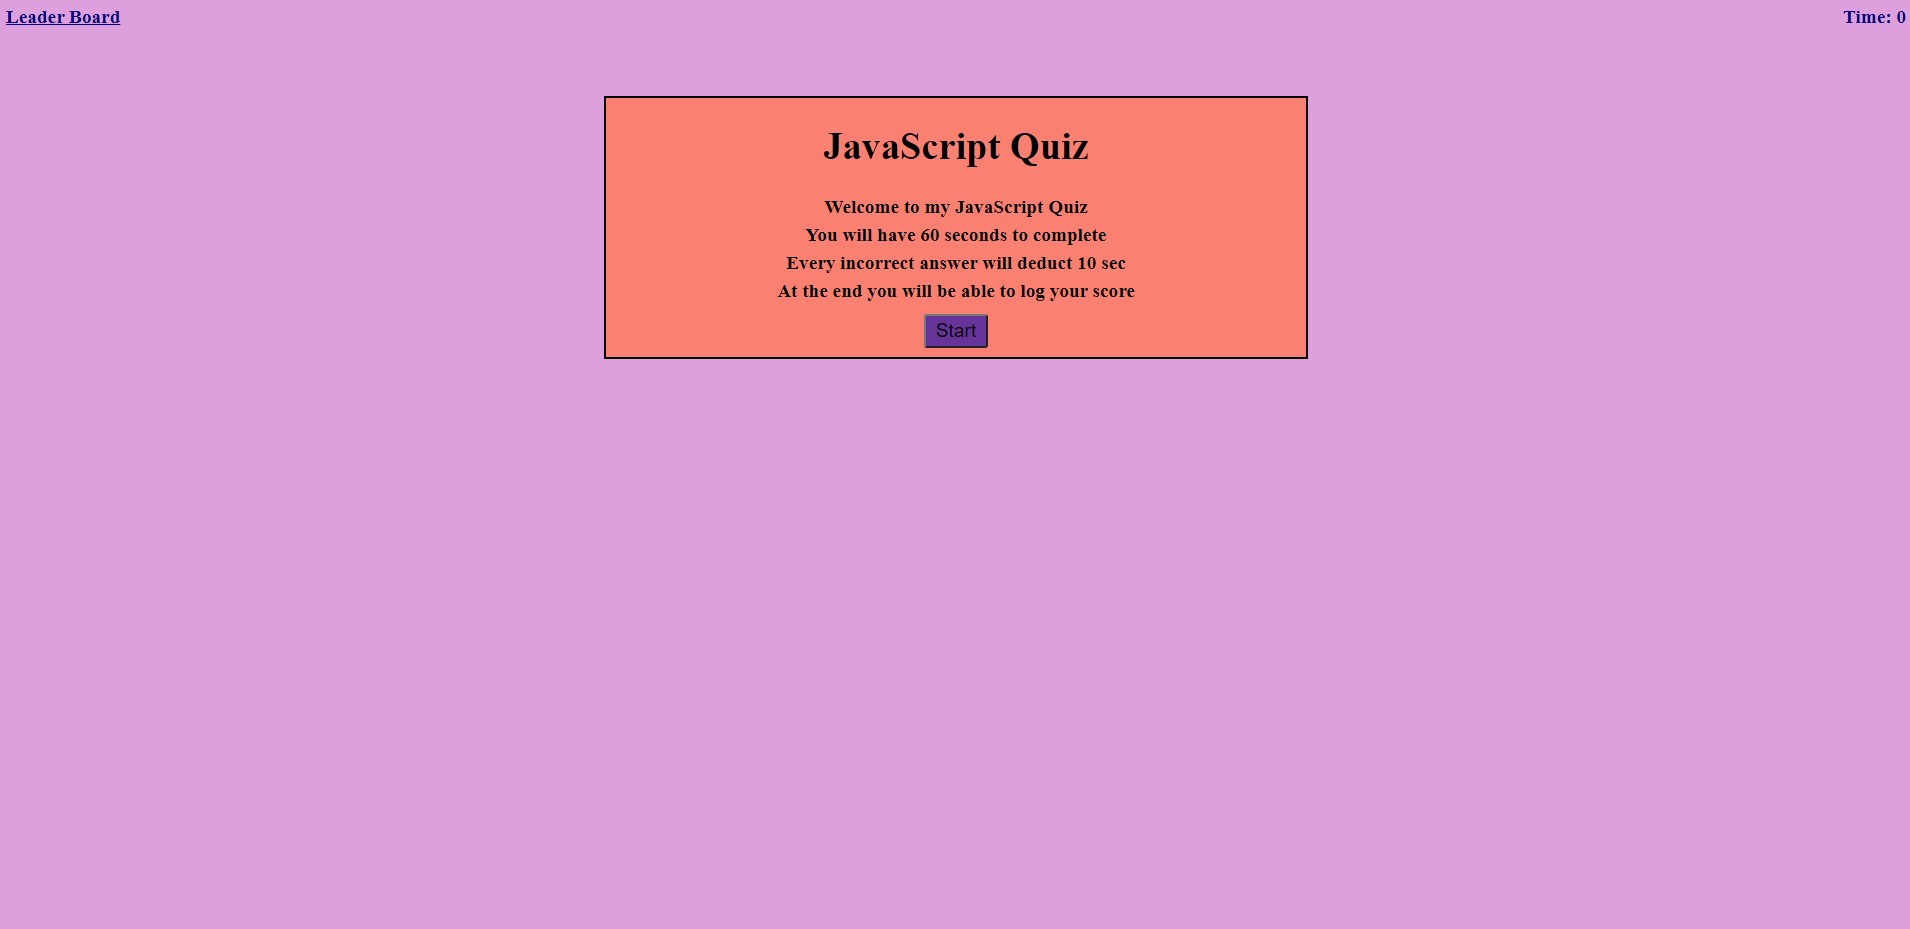 Leader Board
Time: 0
JavaScript Quiz
Welcome to my JavaScript Quiz
You will have 60 seconds to complete
Every incorrect answer will deduct 10 sec
At the end you will be able to log your score
Start